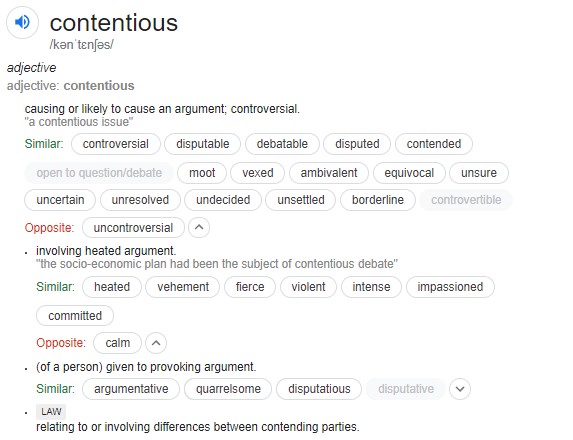 contentious
/kənˈtɛnʃəs/
adjective
adjective: contentious
causing or likely to cause an argument; controversial.
"a contentious issue"
Similar: controversial disputable debatable disputed contended
open to question/debate moot vexed ambivalent equivocal unsure
uncertain unresolved undecided unsettled borderline controvertible
Opposite: uncontroversial
• involving heated argument.
"the socio-economic plan had been the subject of contentious debate"
Similar: heated vehement fierce violent intense impassioned
committed
Opposite: calm
• (of a person) given to provoking argument.
Similar: argumentative quarrelsome disputatious disputative
• LAW
relating to or involving differences between contending parties.